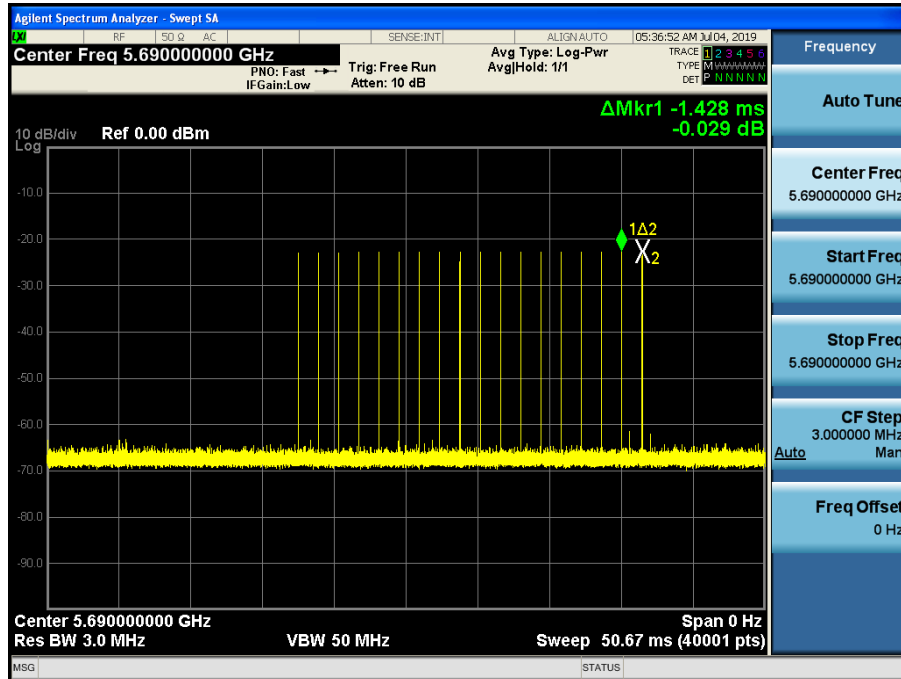 Agilent Spectrum Analyzer - Swept SA
LXI RF 50 Ω AC SENSE:INT ALIGN AUTO 05:36:52 AM Jul 04, 2019
Center Freq 5.690000000 GHz
PNO: Fast
IFGain:Low
Trig: Free Run
Atten: 10 dB
Avg Type: Log-Pwr
Avg|Hold: 1/1
TRACE 1 2 3 4 5 6
TYPE M WWWWW
DET P N N N N N
Frequency
Auto Tune
ΔMkr1 -1.428 ms
-0.029 dB
10 dB/div Ref 0.00 dBm
Log
Center Freq
5.690000000 GHz
Start Freq
5.690000000 GHz
Stop Freq
5.690000000 GHz
CF Step
3.000000 MHz
Auto Man
Freq Offset
0 Hz
-10.0
-20.0
-30.0
-40.0
-50.0
-60.0
-70.0
-80.0
-90.0
1Δ2
X2
Center 5.690000000 GHz Span 0 Hz
Res BW 3.0 MHz VBW 50 MHz Sweep 50.67 ms (40001 pts)
MSG STATUS